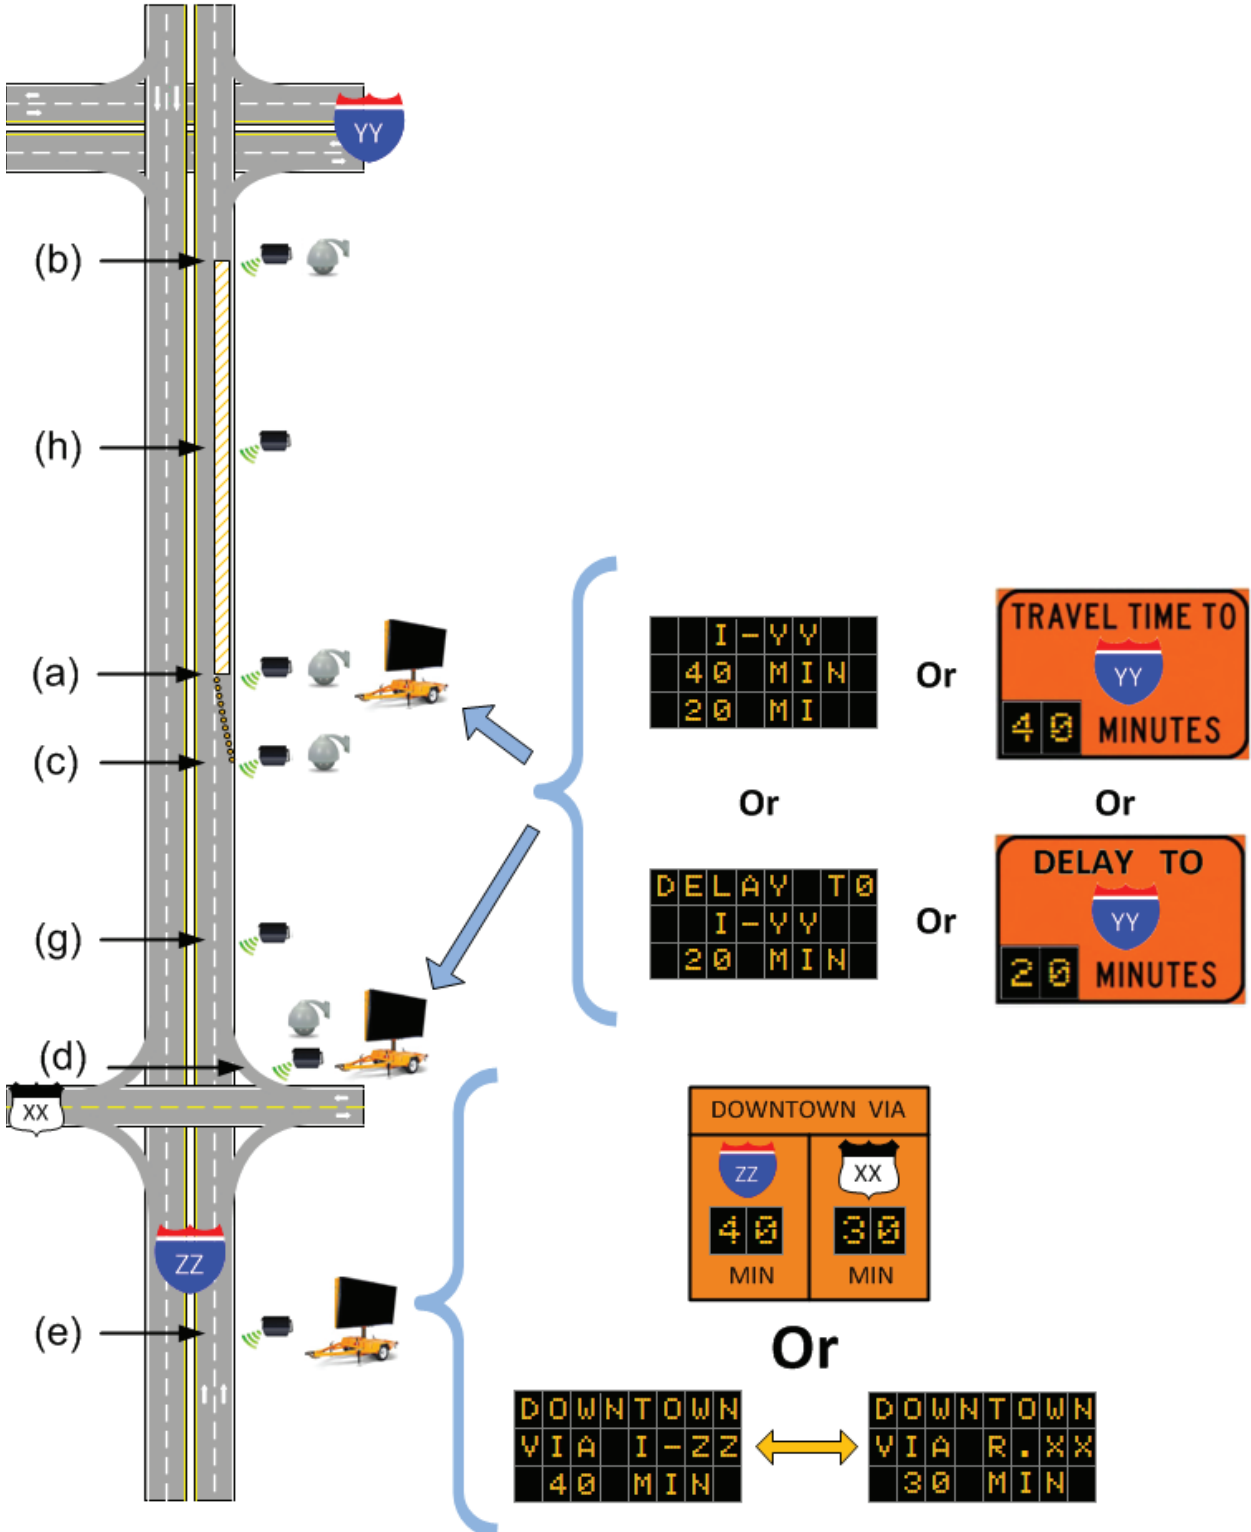 YY
(b)
(h)
(a)
(c)
(g)
(d)
XX
ZZ
(e)
I-YY
40 MIN
20 MI
Or
TRAVEL TIME TO
YY
40 MINUTES
Or
Or
DELAY TO
I-YY
20 MIN
Or
DELAY TO
YY
20 MINUTES
DOWNTOWN VIA
ZZ
XX
40
30
MIN
MIN
Or
DOWNTOWN
VIA I-ZZ
40 MIN
DOWNTOWN
VIA R.XX
30 MIN